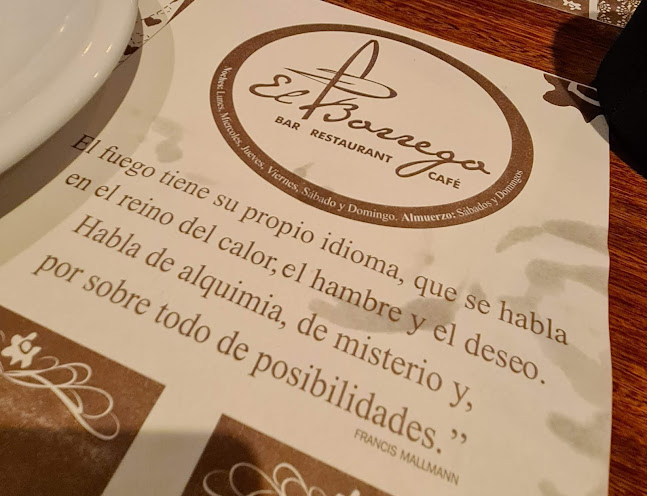 El Borrego
BAR RESTAURANT
CAFÉ
Noches: Lunes, Miercoles, Jueves, Viernes, Sábado y Domingo. Almuerzo: Sábados y Domingos
El fuego tiene su propio idioma, que se habla
en el reino del calor, el hambre y el deseo.
Habla de alquimia, de misterio y,
por sobre todo de posibilidades.”
FRANCIS MALLMANN